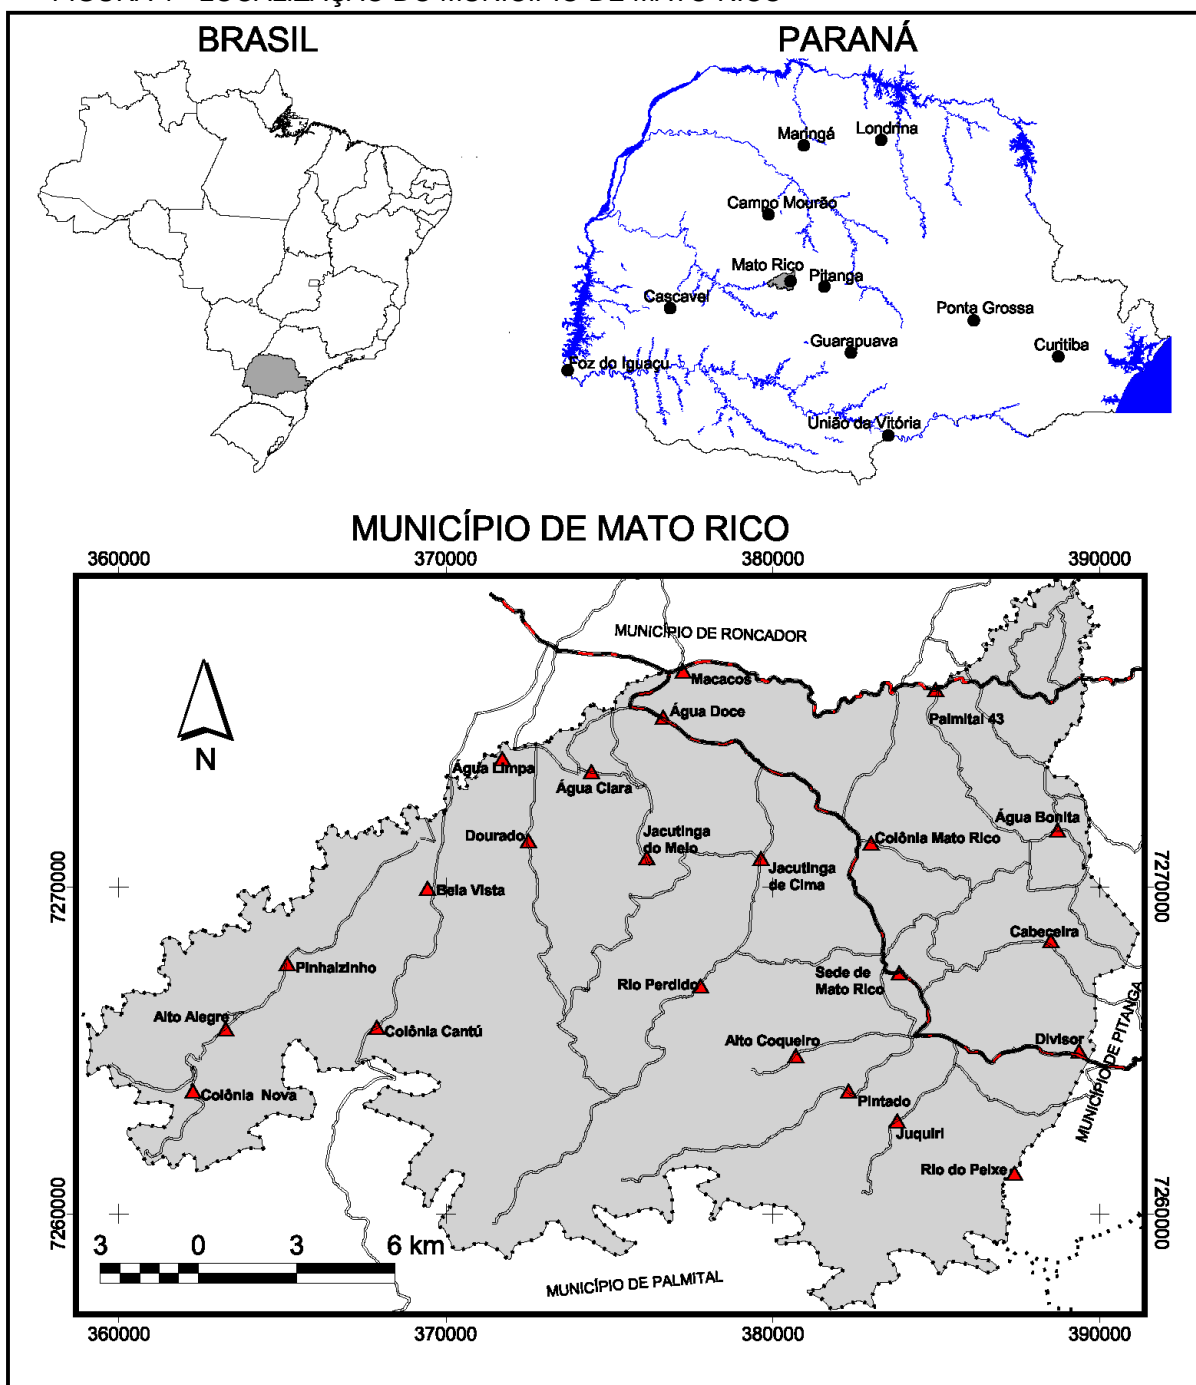 BRASIL
PARANÁ
Maringá
Londrina
Campo Mourão
Mato Rico
Pitanga
Cascavel
Ponta Grossa
Guarapuava
Curitiba
Foz do Iguaçu
União da Vitória
MUNICÍPIO DE MATO RICO
360000
370000
380000
390000
MUNICÍPIO DE RONCADOR
Macacos
Palmital 43
Água Doce
Água Limpa
Água Clara
Dourado
Jacutinga
do Meio
Jacutinga
de Cima
Colônia Mato Rico
Água Bonita
7270000
7270000
Bela Vista
Cabeceira
Pinhalzinho
Rio Perdido
Sede de
Mato Rico
Alto Alegre
Colônia Cantú
Alto Coqueiro
Divisor
MUNICÍPIO DE PITANGA
Colônia Nova
Pintado
Juquiri
Rio do Peixe
7260000
7260000
N
3
0
3
6 km
MUNICÍPIO DE PALMITAL
360000
370000
380000
390000